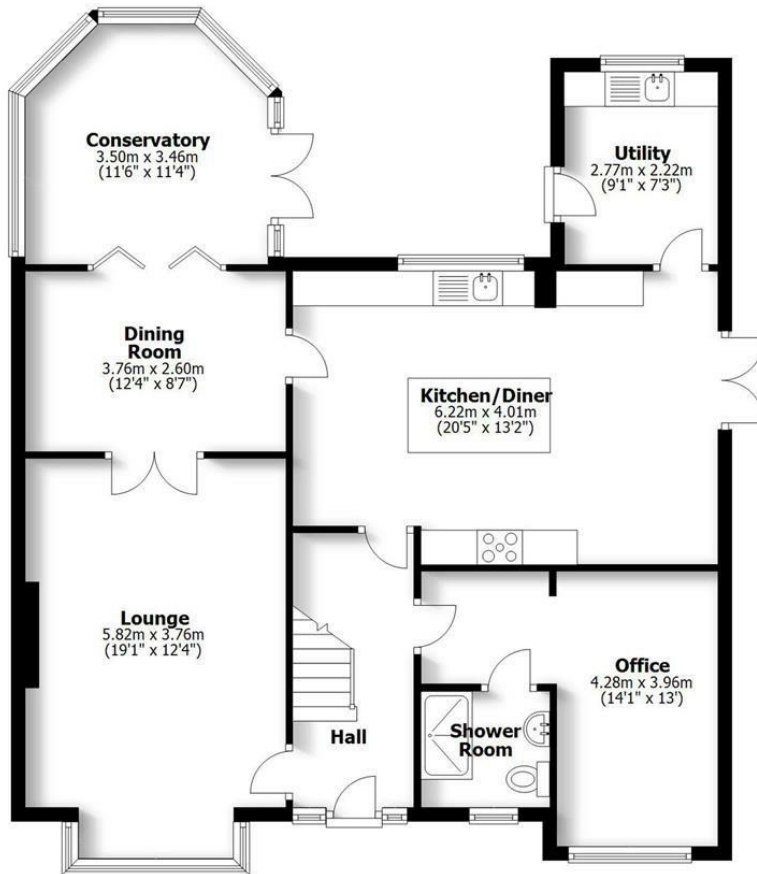 Conservatory
3.50m x 3.46m
(11'6" x 11'4")
Utility
2.77m x 2.22m
(9'1" x 7'3")
Dining
Room
3.76m x 2.60m
(12'4" x 8'7")
Kitchen/Diner
6.22m x 4.01m
(20'5" x 13'2")
Lounge
5.82m x 3.76m
(19'1" x 12'4")
Hall
Shower
Room
Office
4.28m x 3.96m
(14'1" x 13')